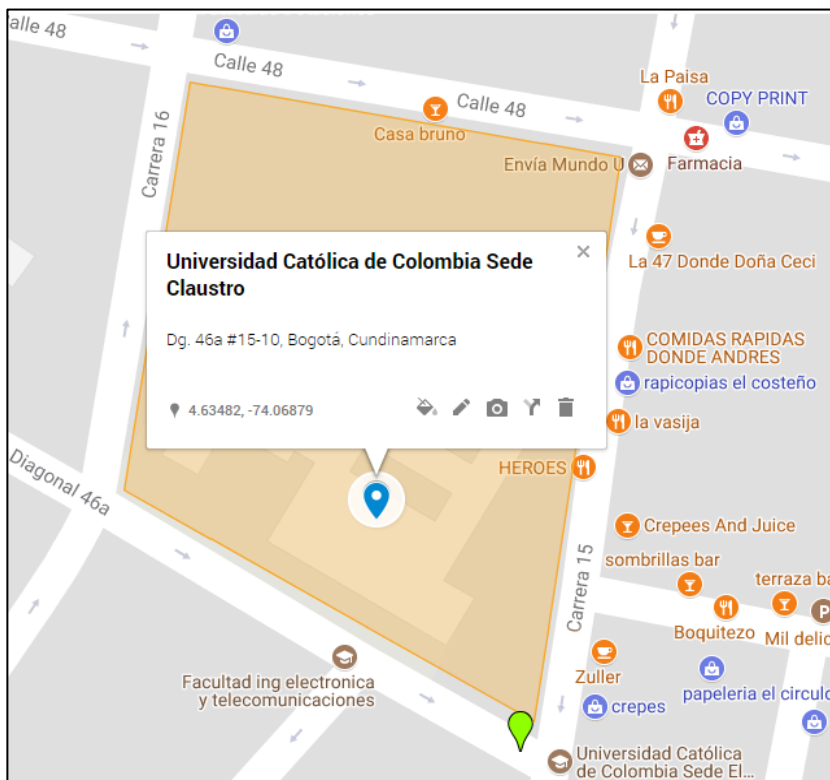 alle 48
Calle 48
Calle 48
Casa bruno
Carrera 16
La Paisa
COPY PRINT
Farmacia
Envía Mundo U
La 47 Donde Doña Ceci
Universidad Católica de Colombia Sede
Claustro
Dg. 46a #15-10, Bogotá, Cundinamarca
4.63482, -74.06879
COMIDAS RAPIDAS
DONDE ANDRES
rapicopias el costeño
la vasija
HEROES
Diagonal 46a
Crepees And Juice
sombrillas bar
terraza ba
Carrera 15
Boquitezo
Mil delic
P
Zuller
papeleria el circulo
crepes
Facultad ing electronica
y telecomunicaciones
Universidad Católica
de Colombia Sede El...